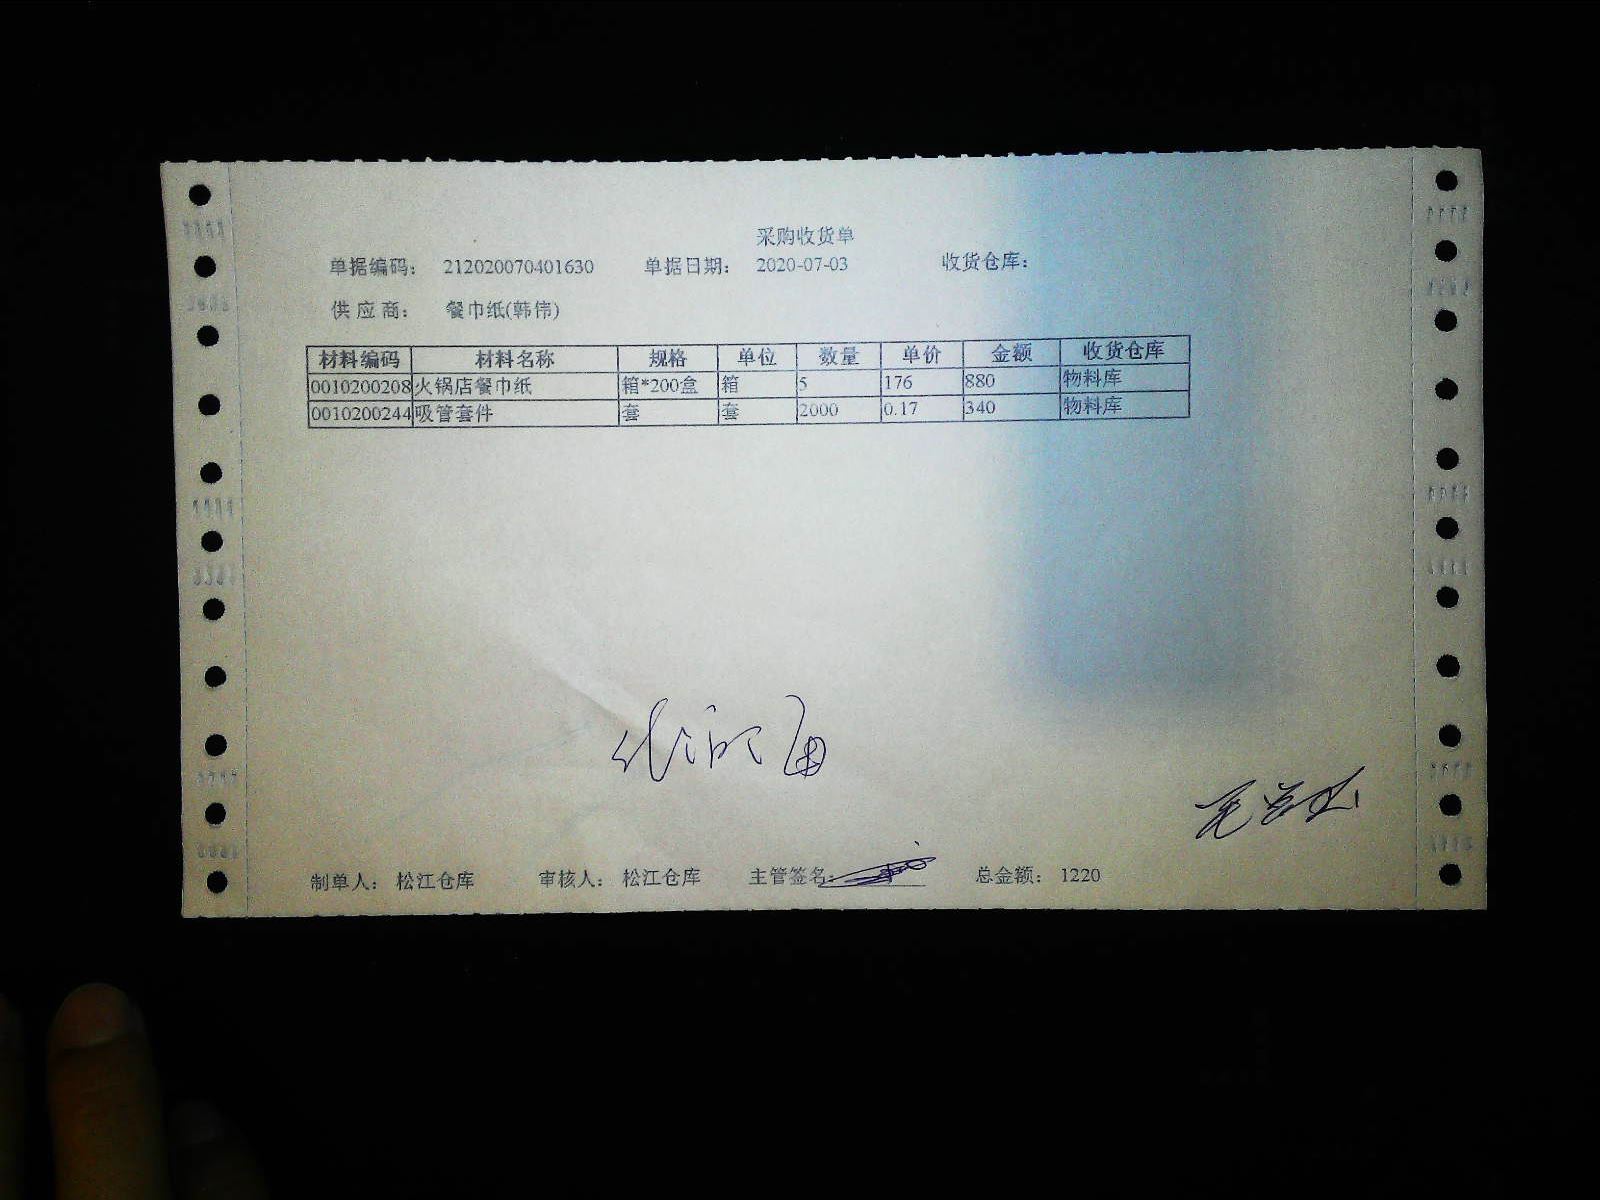 采购收货单
单据编码： 212020070401630 单据日期： 2020-07-03 收货仓库：
供 应 商： 餐巾纸(韩伟)
材料编码 材料名称 规格 单位 数量 单价 金额 收货仓库
0010200208 火锅店餐巾纸 箱*200盒 箱 5 176 880 物料库
0010200244 吸管套件 套 套 2000 0.17 340 物料库
制单人： 松江仓库 审核人： 松江仓库 主管签名： 总金额： 1220